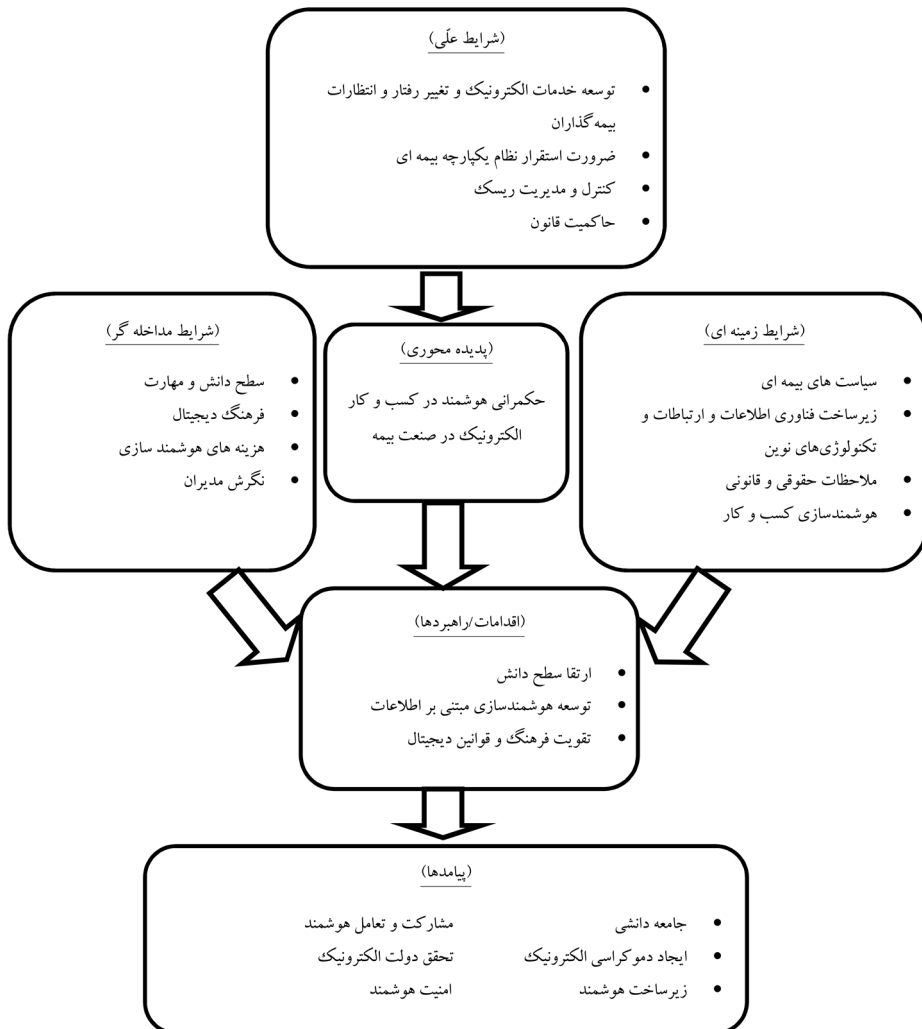 (شرایط علّی)
• توسعه خدمات الکترونیک و تغییر رفتار و انتظارات
بیمه گذاران
• ضرورت استقرار نظام یکپارچه بیمه ای
• کنترل و مدیریت ریسک
• حاکمیت قانون
(شرایط زمینه ای)
• سیاست های بیمه ای
• زیرساخت فناوری اطلاعات و ارتباطات و
تکنولوژی‌های نوین
• ملاحظات حقوقی و قانونی
• هوشمندسازی کسب و کار
(پدیده محوری)
حکمرانی هوشمند در کسب و کار
الکترونیک در صنعت بیمه
(شرایط مداخله گر)
• سطح دانش و مهارت
• فرهنگ دیجیتال
• هزینه های هوشمند سازی
• نگرش مدیران
(اقدامات/راهبردها)
• ارتقا سطح دانش
• توسعه هوشمندسازی مبتنی بر اطلاعات
• تقویت فرهنگ و قوانین دیجیتال
(پیامدها)
• جامعه دانشی مشارکت و تعامل هوشمند
• ایجاد دموکراسی الکترونیک تحقق دولت الکترونیک
• زیرساخت هوشمند امنیت هوشمند